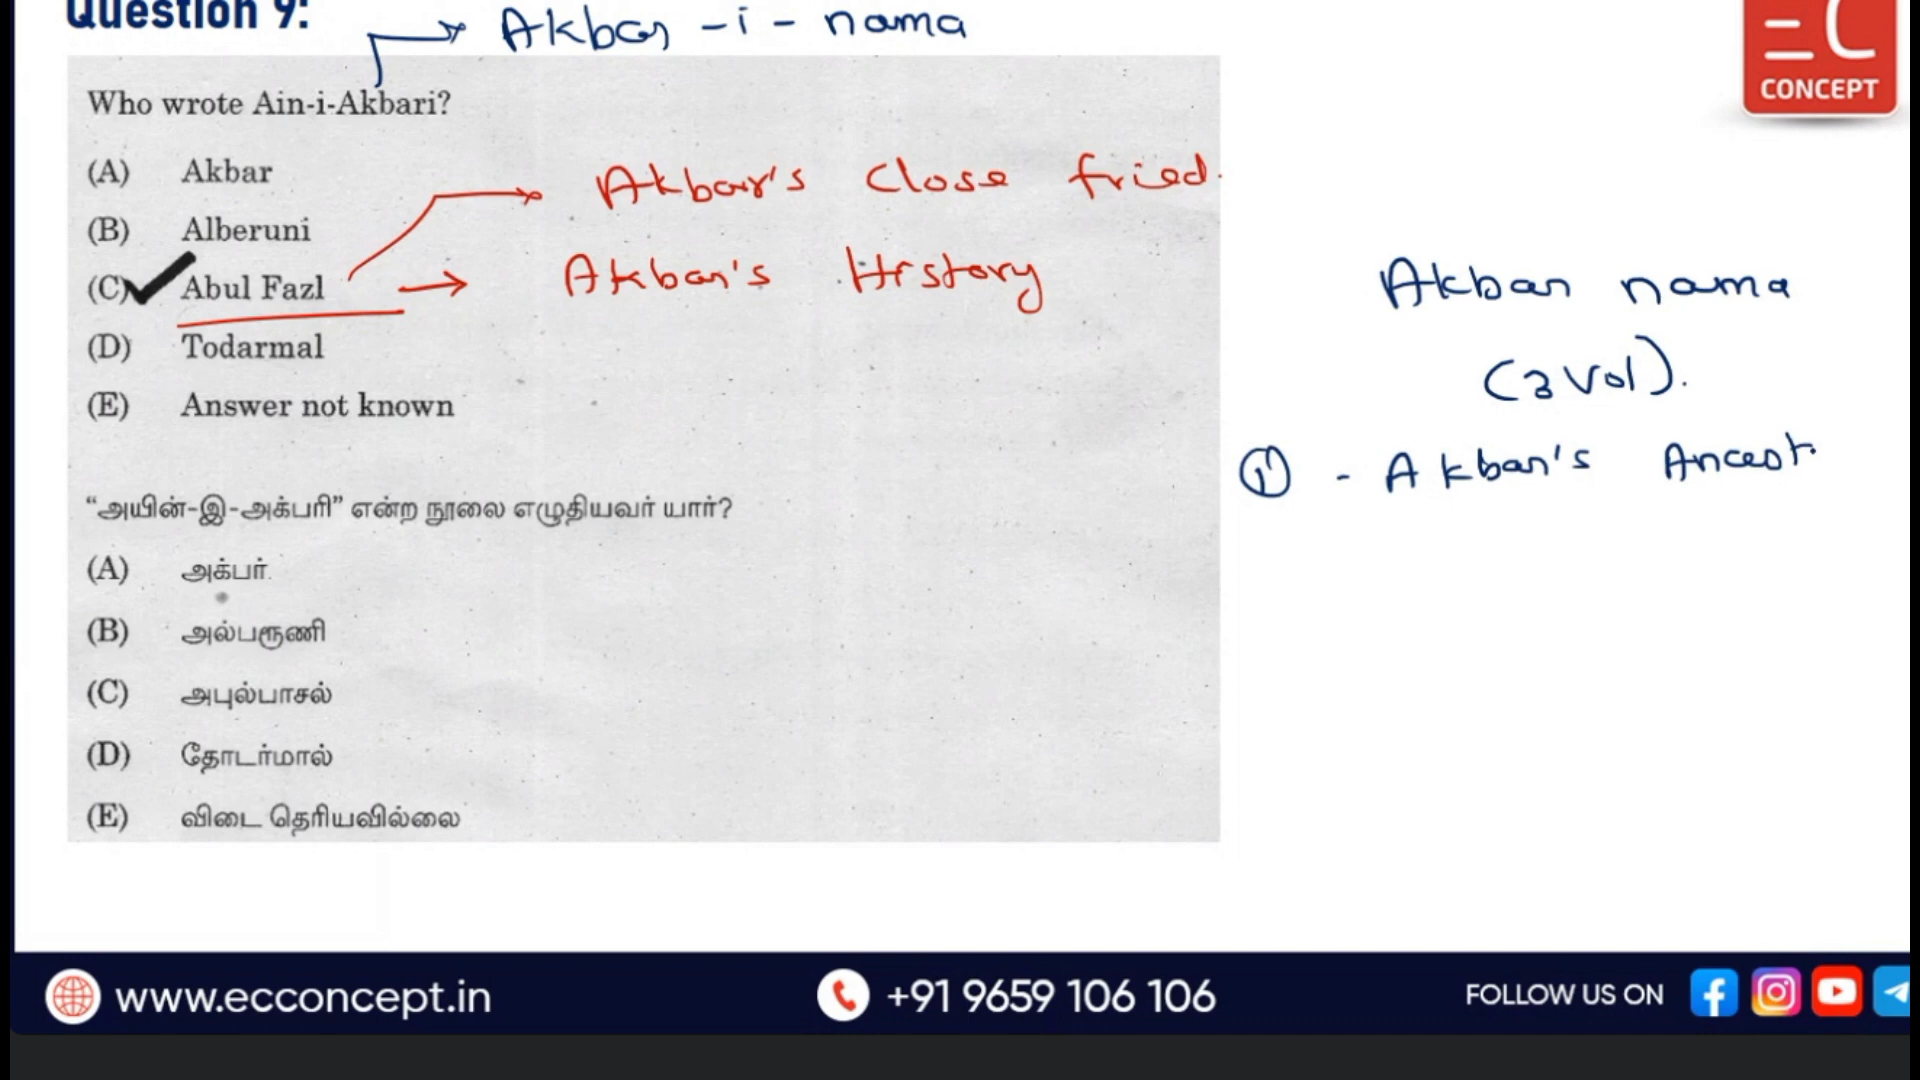 Question 9:
Akbar -i- nama
Who wrote Ain-i-Akbari?
(A) Akbar
(B) Alberuni
(C) Abul Fazl
(D) Todarmal
(E) Answer not known
Akbar's Close fried.
Akbar's History
"அயின்-இ-அக்பரி" என்ற நூலை எழுதியவர் யார்?
(A) அக்பர்
(B) அல்பரூணி
(C) அபுல்பாசல்
(D) தோடர்மால்
(E) விடை தெரியவில்லை
EC
CONCEPT
Akbar nama
(3 Vol).
① - Akbar's Ancest.
www.ecconcept.in
+91 9659 106 106
FOLLOW US ON